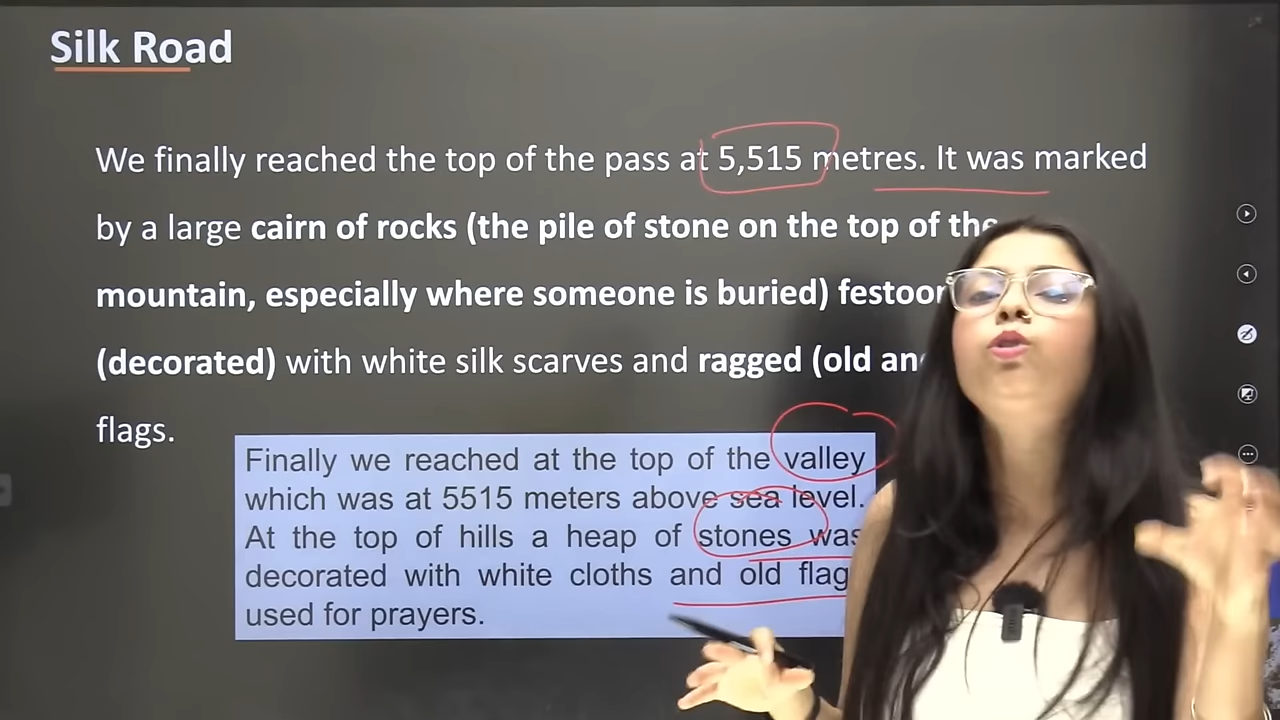 Silk Road
We finally reached the top of the pass at 5,515 metres. It was marked
by a large cairn of rocks (the pile of stone on the top of the
mountain, especially where someone is buried)
(decorated) with white silk scarves and ragged (old
flags.
Finally we reached at the top of the valley
which was at 5515 meters above sea level.
At the top of hills a heap of stones was
decorated with white cloths and old flag
used for prayers.